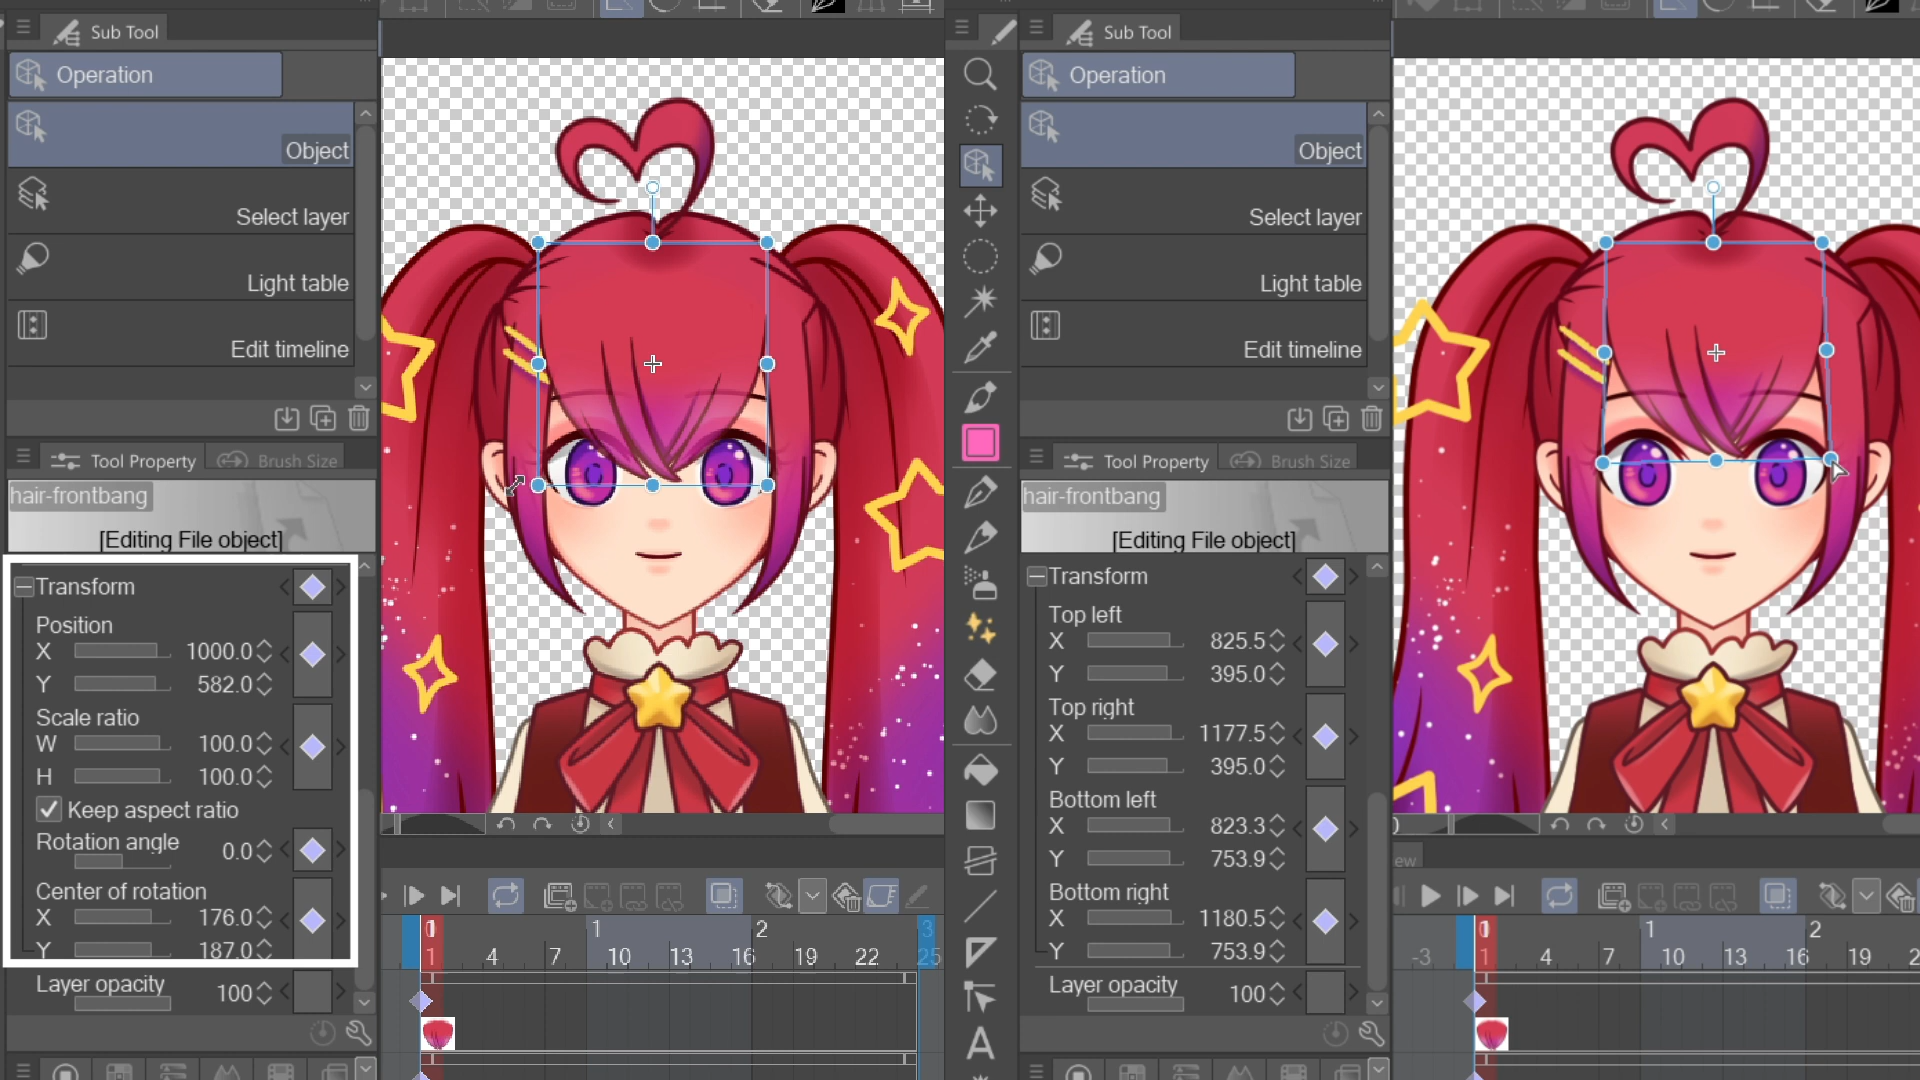 Sub Tool
Operation
Object
Select layer
Light table
Edit timeline
Tool Property
Brush Size
hair-frontbang
[Editing File object]
Transform
Position
X 1000.0
Y 582.0
Scale ratio
W 100.0
H 100.0
Keep aspect ratio
Rotation angle
0.0
Center of rotation
X 176.0
Y 187.0
Layer opacity
100
0 1 2 3
1 4 7 10 13 16 19 22 25
Sub Tool
Operation
Object
Select layer
Light table
Edit timeline
Tool Property
Brush Size
hair-frontbang
[Editing File object]
Transform
Top left
X 825.5
Y 395.0
Top right
X 1177.5
Y 395.0
Bottom left
X 823.3
Y 753.9
Bottom right
X 1180.5
Y 753.9
Layer opacity
100
A
0 1 2
-3 1 4 7 10 13 16 19